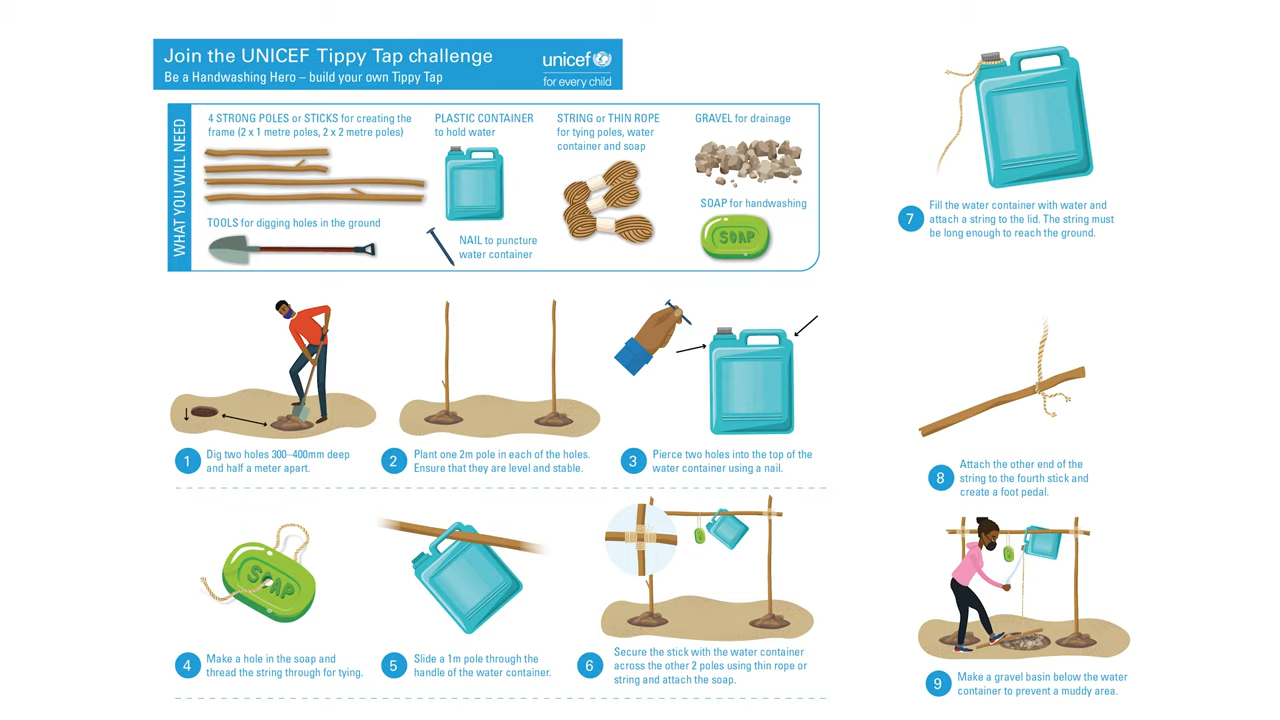 Join the UNICEF Tippy Tap challenge
Be a Handwashing Hero – build your own Tippy Tap
unicef
for every child
WHAT YOU WILL NEED
4 STRONG POLES or STICKS for creating the
frame (2 x 1 metre poles, 2 x 2 metre poles)
TOOLS for digging holes in the ground
PLASTIC CONTAINER
to hold water
NAIL to puncture
water container
STRING or THIN ROPE
for tying poles, water
container and soap
GRAVEL for drainage
SOAP for handwashing
SOAP
1
Dig two holes 300–400mm deep
and half a meter apart.
2
Plant one 2m pole in each of the holes.
Ensure that they are level and stable.
3
Pierce two holes into the top of the
water container using a nail.
SOAP
4
Make a hole in the soap and
thread the string through for tying.
5
Slide a 1m pole through the
handle of the water container.
6
Secure the stick with the water container
across the other 2 poles using thin rope or
string and attach the soap.
7
Fill the water container with water and
attach a string to the lid. The string must
be long enough to reach the ground.
8
Attach the other end of the
string to the fourth stick and
create a foot pedal.
9
Make a gravel basin below the water
container to prevent a muddy area.